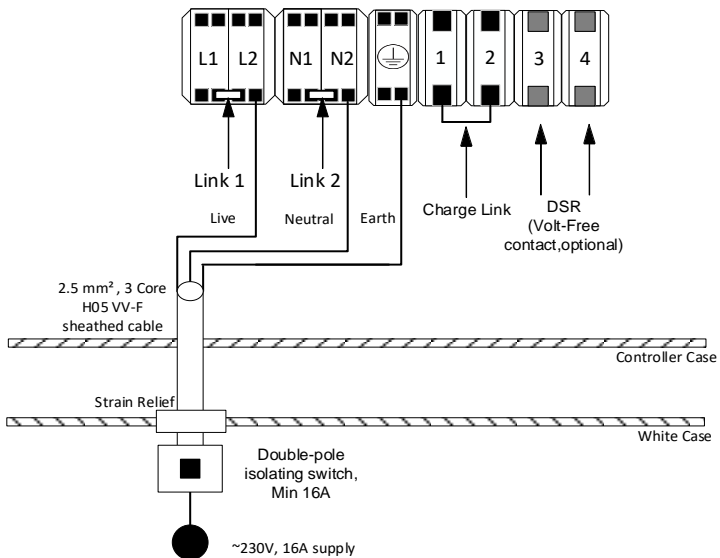 L1 L2 N1 N2 1 2 3 4
Link 1
Link 2
Charge Link
DSR
(Volt-Free
contact,optional)
Live
Neutral
Earth
2.5 mm² , 3 Core
H05 VV-F
sheathed cable
Controller Case
Strain Relief
White Case
Double-pole
isolating switch,
Min 16A
~230V, 16A supply